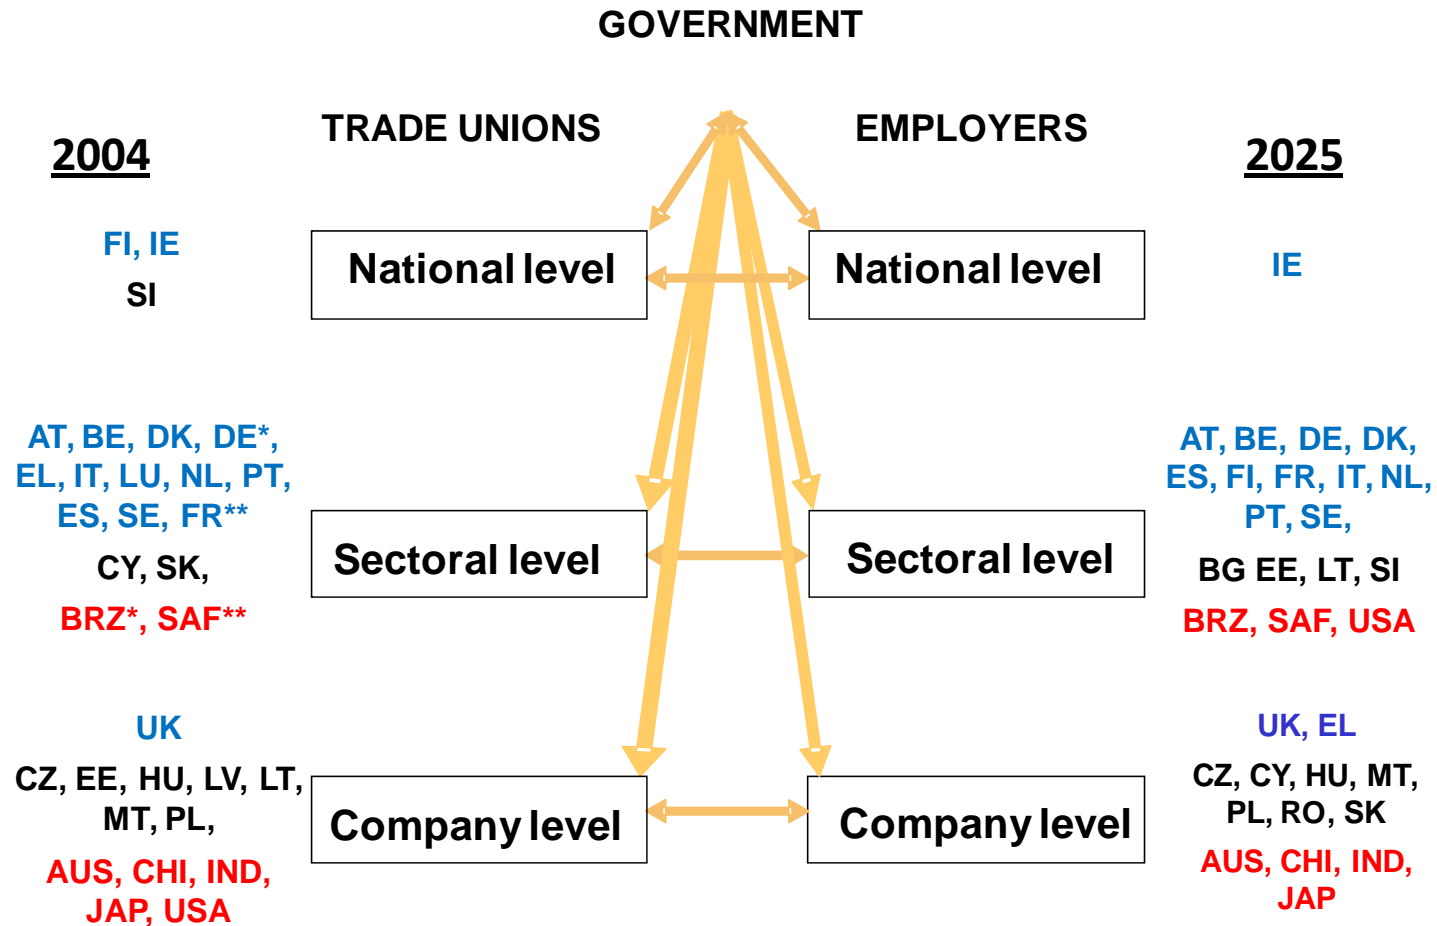 GOVERNMENT
2004
TRADE UNIONS
EMPLOYERS
2025
FI, IE
SI
National level
National level
IE
AT, BE, DK, DE*,
EL, IT, LU, NL, PT,
ES, SE, FR**
CY, SK,
BRZ*, SAF**
Sectoral level
Sectoral level
AT, BE, DE, DK,
ES, FI, FR, IT, NL,
PT, SE,
BG EE, LT, SI
BRZ, SAF, USA
UK
CZ, EE, HU, LV, LT,
MT, PL,
AUS, CHI, IND,
JAP, USA
Company level
Company level
UK, EL
CZ, CY, HU, MT,
PL, RO, SK
AUS, CHI, IND,
JAP